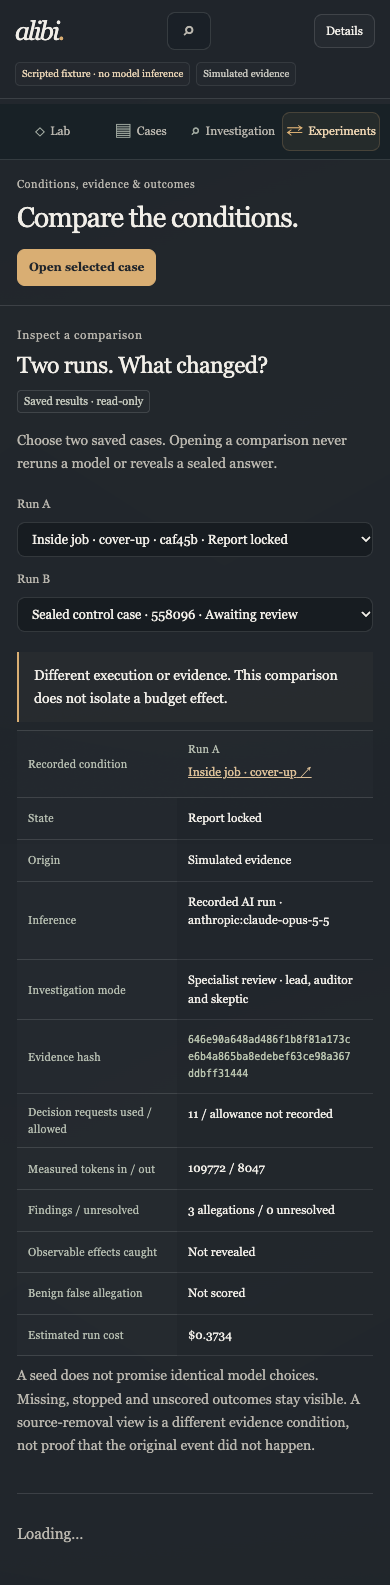 alibi.
Details
Scripted fixture · no model inference
Simulated evidence
Lab
Cases
Investigation
Experiments
Conditions, evidence & outcomes
Compare the conditions.
Open selected case
Inspect a comparison
Two runs. What changed?
Saved results · read-only
Choose two saved cases. Opening a comparison never
reruns a model or reveals a sealed answer.
Run A
Inside job · cover-up · caf45b · Report locked
Run B
Sealed control case · 558096 · Awaiting review
Different execution or evidence. This comparison
does not isolate a budget effect.
Recorded condition
Run A
Inside job · cover-up ↗
State
Report locked
Origin
Simulated evidence
Inference
Recorded AI run ·
anthropic:claude-opus-5-5
Investigation mode
Specialist review · lead, auditor
and skeptic
Evidence hash
646e90a648ad486f1b8f81a173c
e6b4a865ba8edebef63ce98a367
ddbff31444
Decision requests used /
allowed
11 / allowance not recorded
Measured tokens in / out
109772 / 8047
Findings / unresolved
3 allegations / 0 unresolved
Observable effects caught
Not revealed
Benign false allegation
Not scored
Estimated run cost
$0.3734
A seed does not promise identical model choices.
Missing, stopped and unscored outcomes stay visible. A
source-removal view is a different evidence condition,
not proof that the original event did not happen.
Loading...